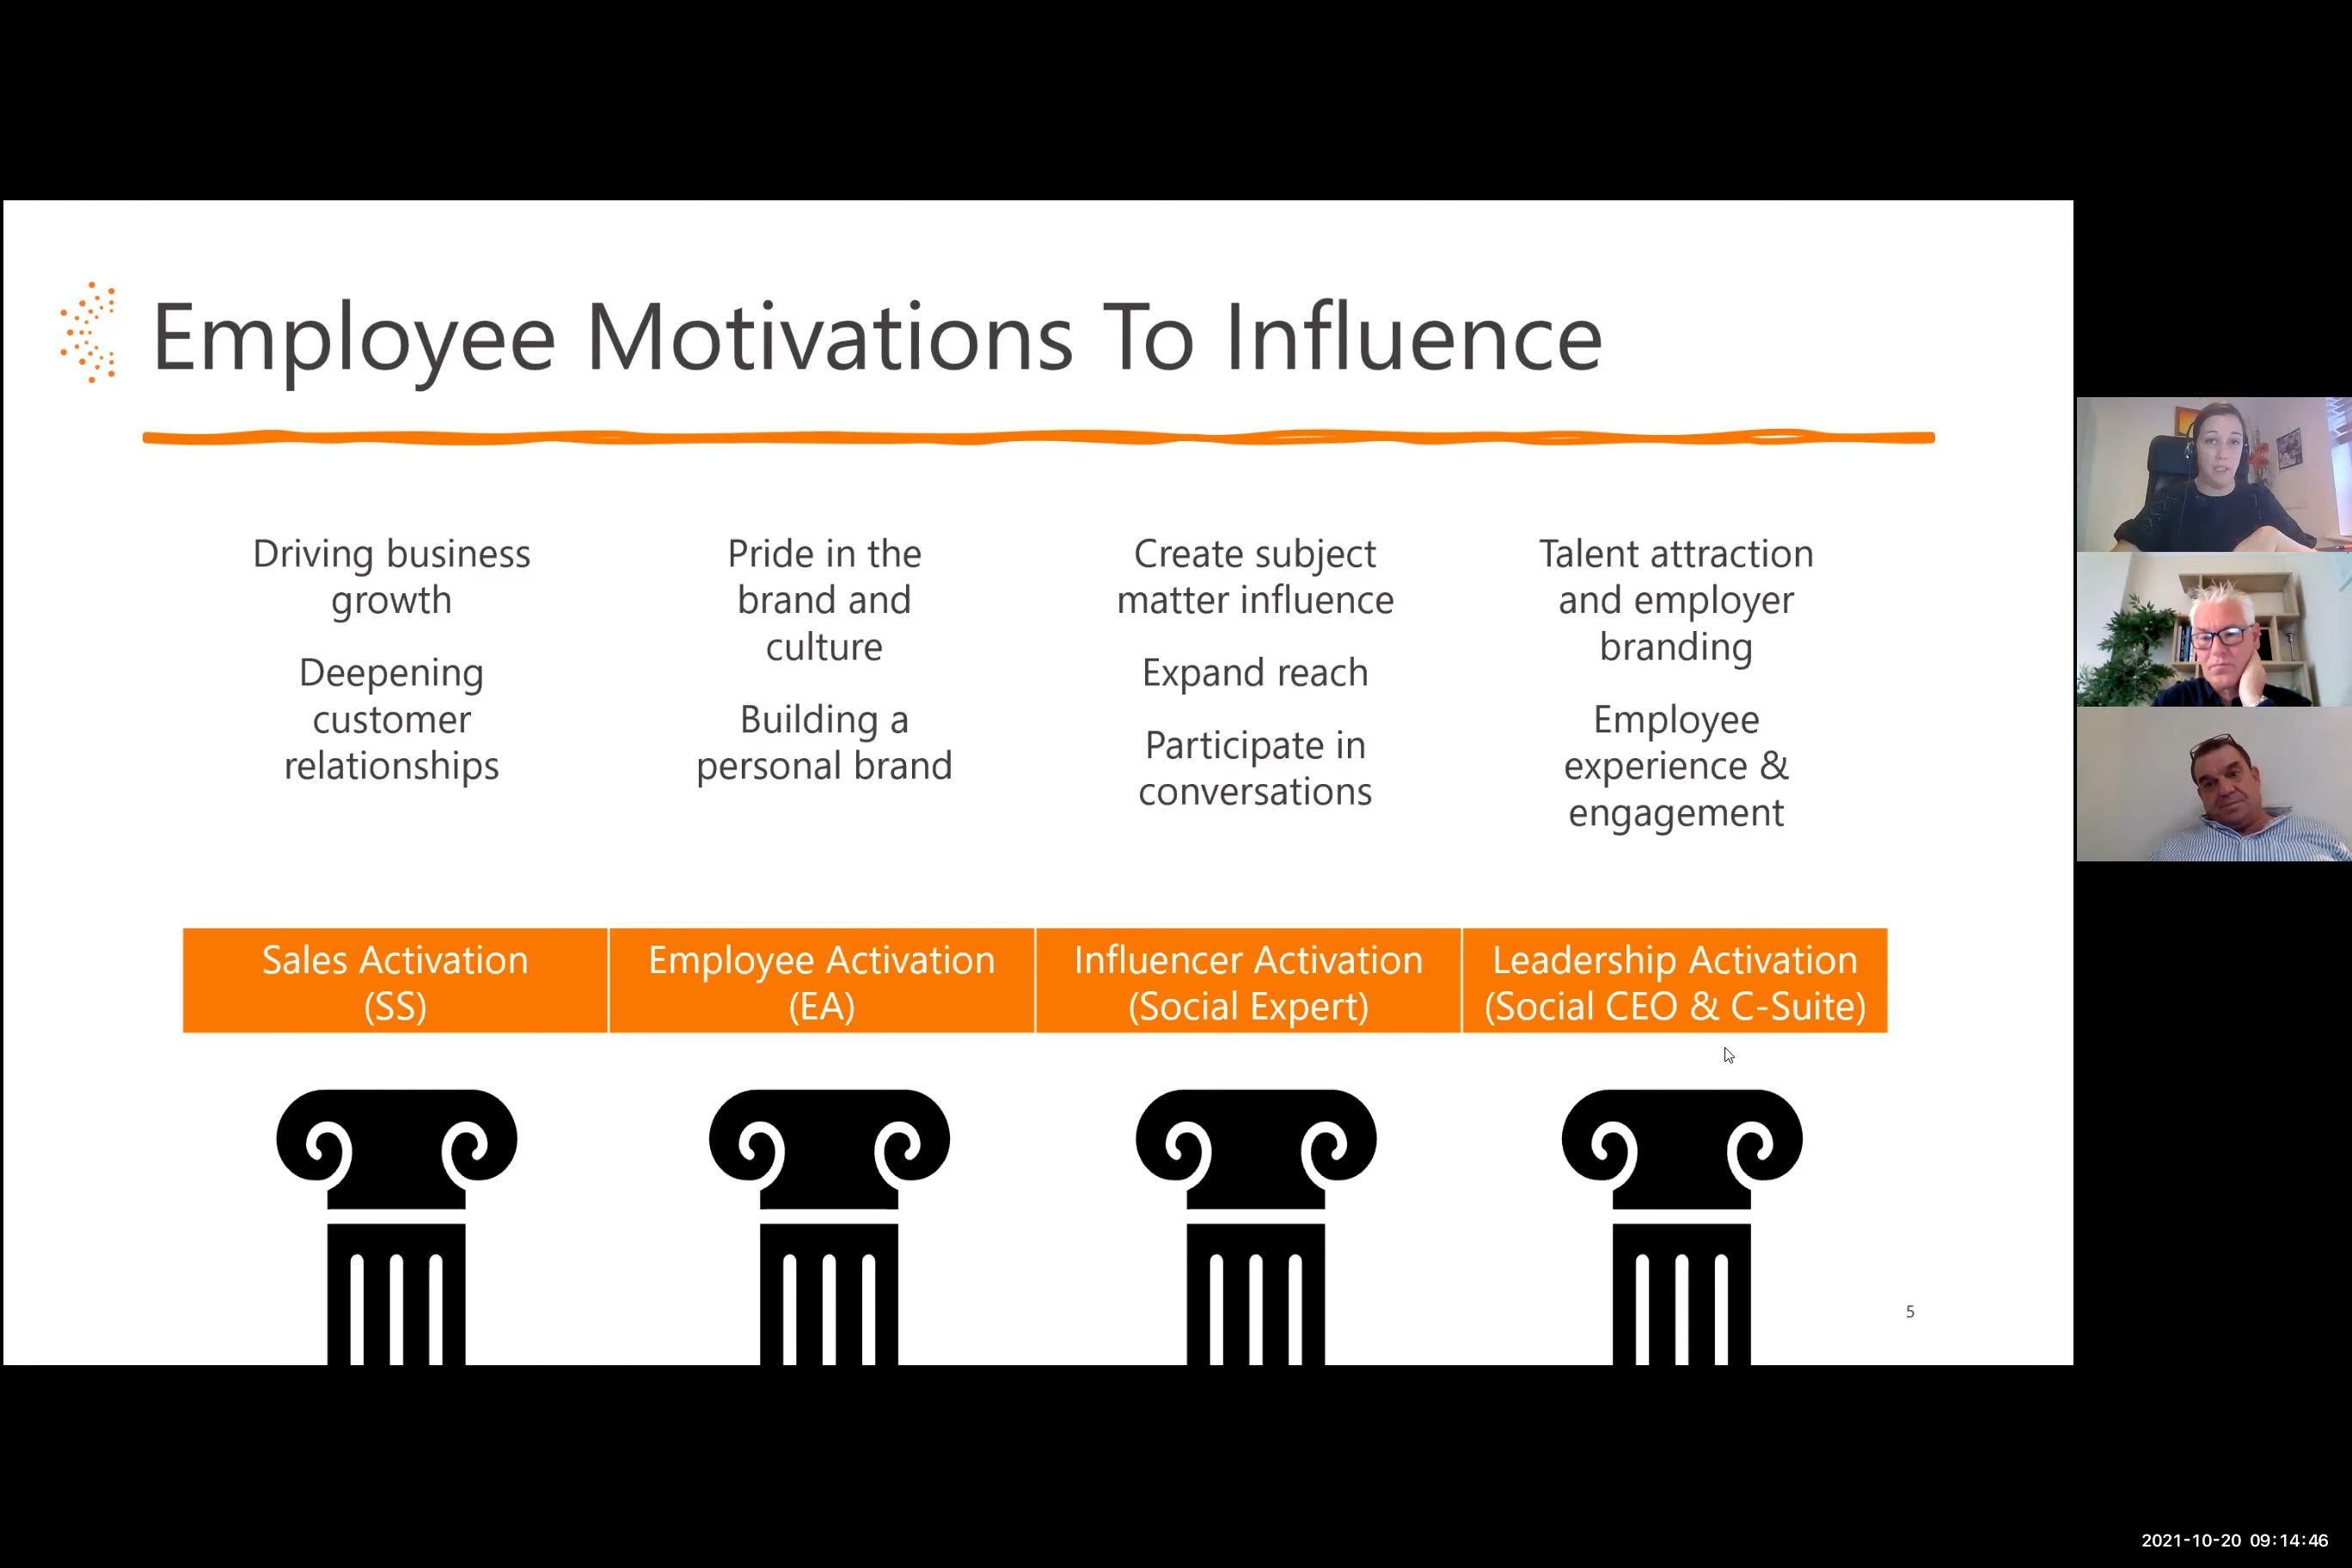 Employee Motivations To Influence
Driving business
growth
Deepening
customer
relationships
Pride in the
brand and
culture
Building a
personal brand
Create subject
matter influence
Expand reach
Participate in
conversations
Talent attraction
and employer
branding
Employee
experience &
engagement
Sales Activation
(SS)
Employee Activation
(EA)
Influencer Activation
(Social Expert)
Leadership Activation
(Social CEO & C-Suite)
5
2021-10-20 09:14:46